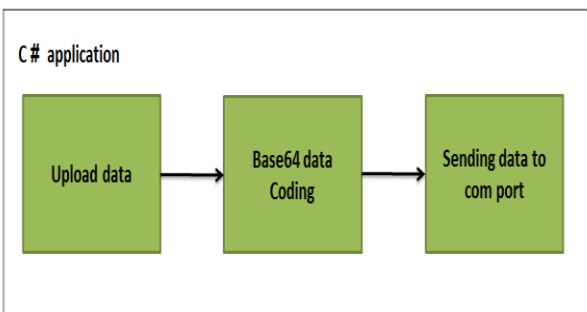 C# application
Upload data
Base64 data
Coding
Sending data to
com port